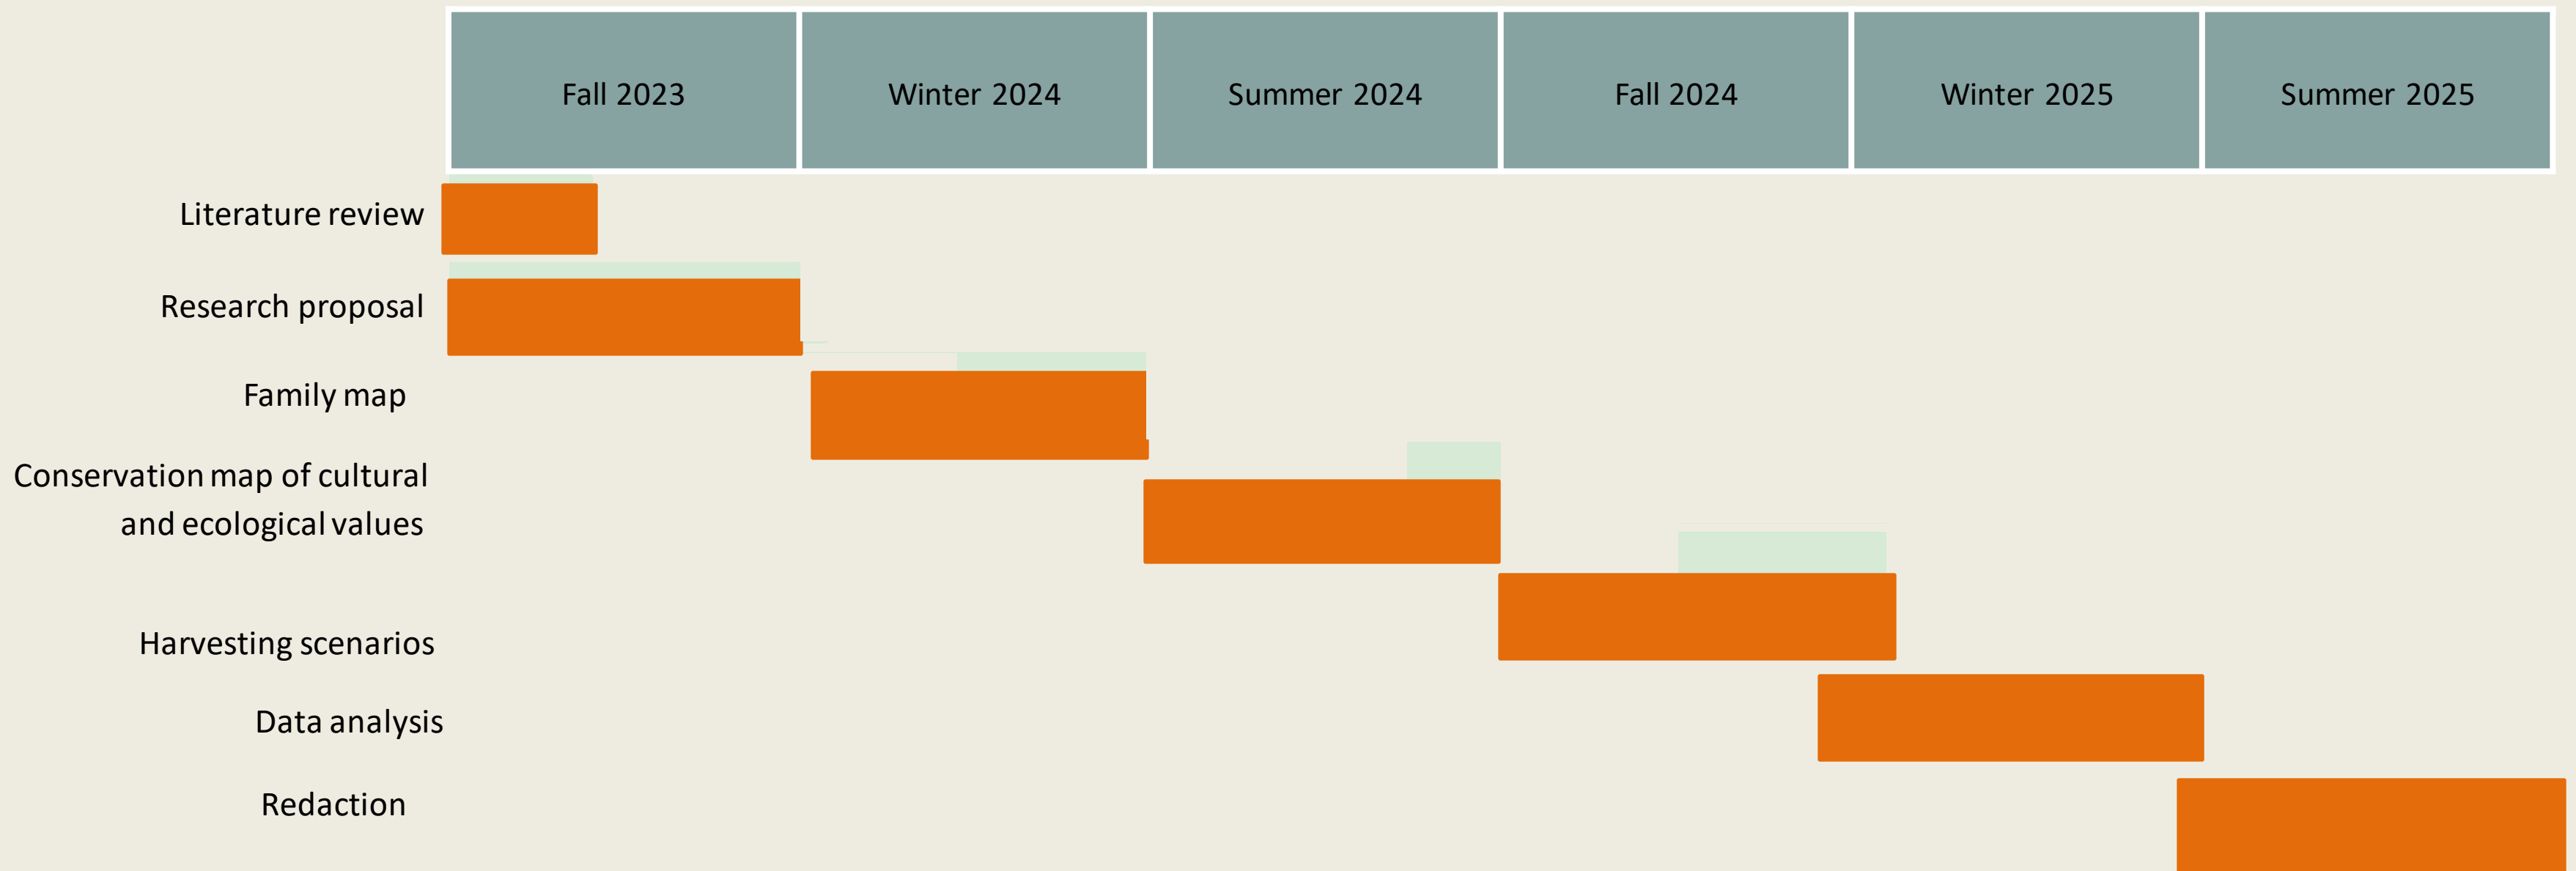 Fall 2023
Winter 2024
Summer 2024
Fall 2024
Winter 2025
Summer 2025
Literature review
Research proposal
Family map
Conservation map of cultural
and ecological values
Harvesting scenarios
Data analysis
Redaction